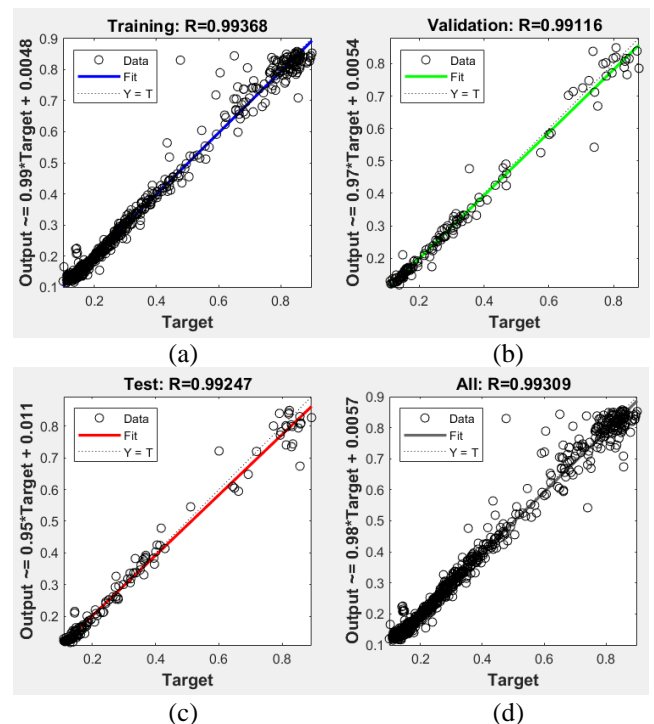 Training: R=0.99368
Output ~= 0.99*Target + 0.0048
0.9
0.8
0.7
0.6
0.5
0.4
0.3
0.2
0.1
Data
Fit
Y = T
0.2 0.4 0.6 0.8
Target
(a)
Validation: R=0.99116
Output ~= 0.97*Target + 0.0054
0.8
0.7
0.6
0.5
0.4
0.3
0.2
Data
Fit
Y = T
0.2 0.4 0.6 0.8
Target
(b)
Test: R=0.99247
Output ~= 0.95*Target + 0.011
0.8
0.7
0.6
0.5
0.4
0.3
0.2
Data
Fit
Y = T
0.2 0.4 0.6 0.8
Target
(c)
All: R=0.99309
Output ~= 0.98*Target + 0.0057
0.9
0.8
0.7
0.6
0.5
0.4
0.3
0.2
0.1
Data
Fit
Y = T
0.2 0.4 0.6 0.8
Target
(d)